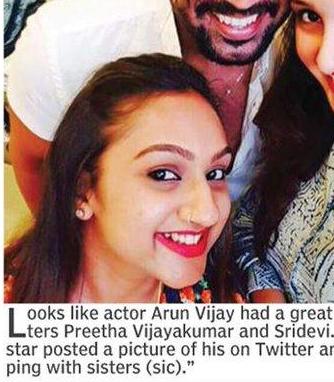 Looks like actor Arun Vijay had a great
ters Preetha Vijayakumar and Sridevi.
star posted a picture of his on Twitter an
ping with sisters (sic)."